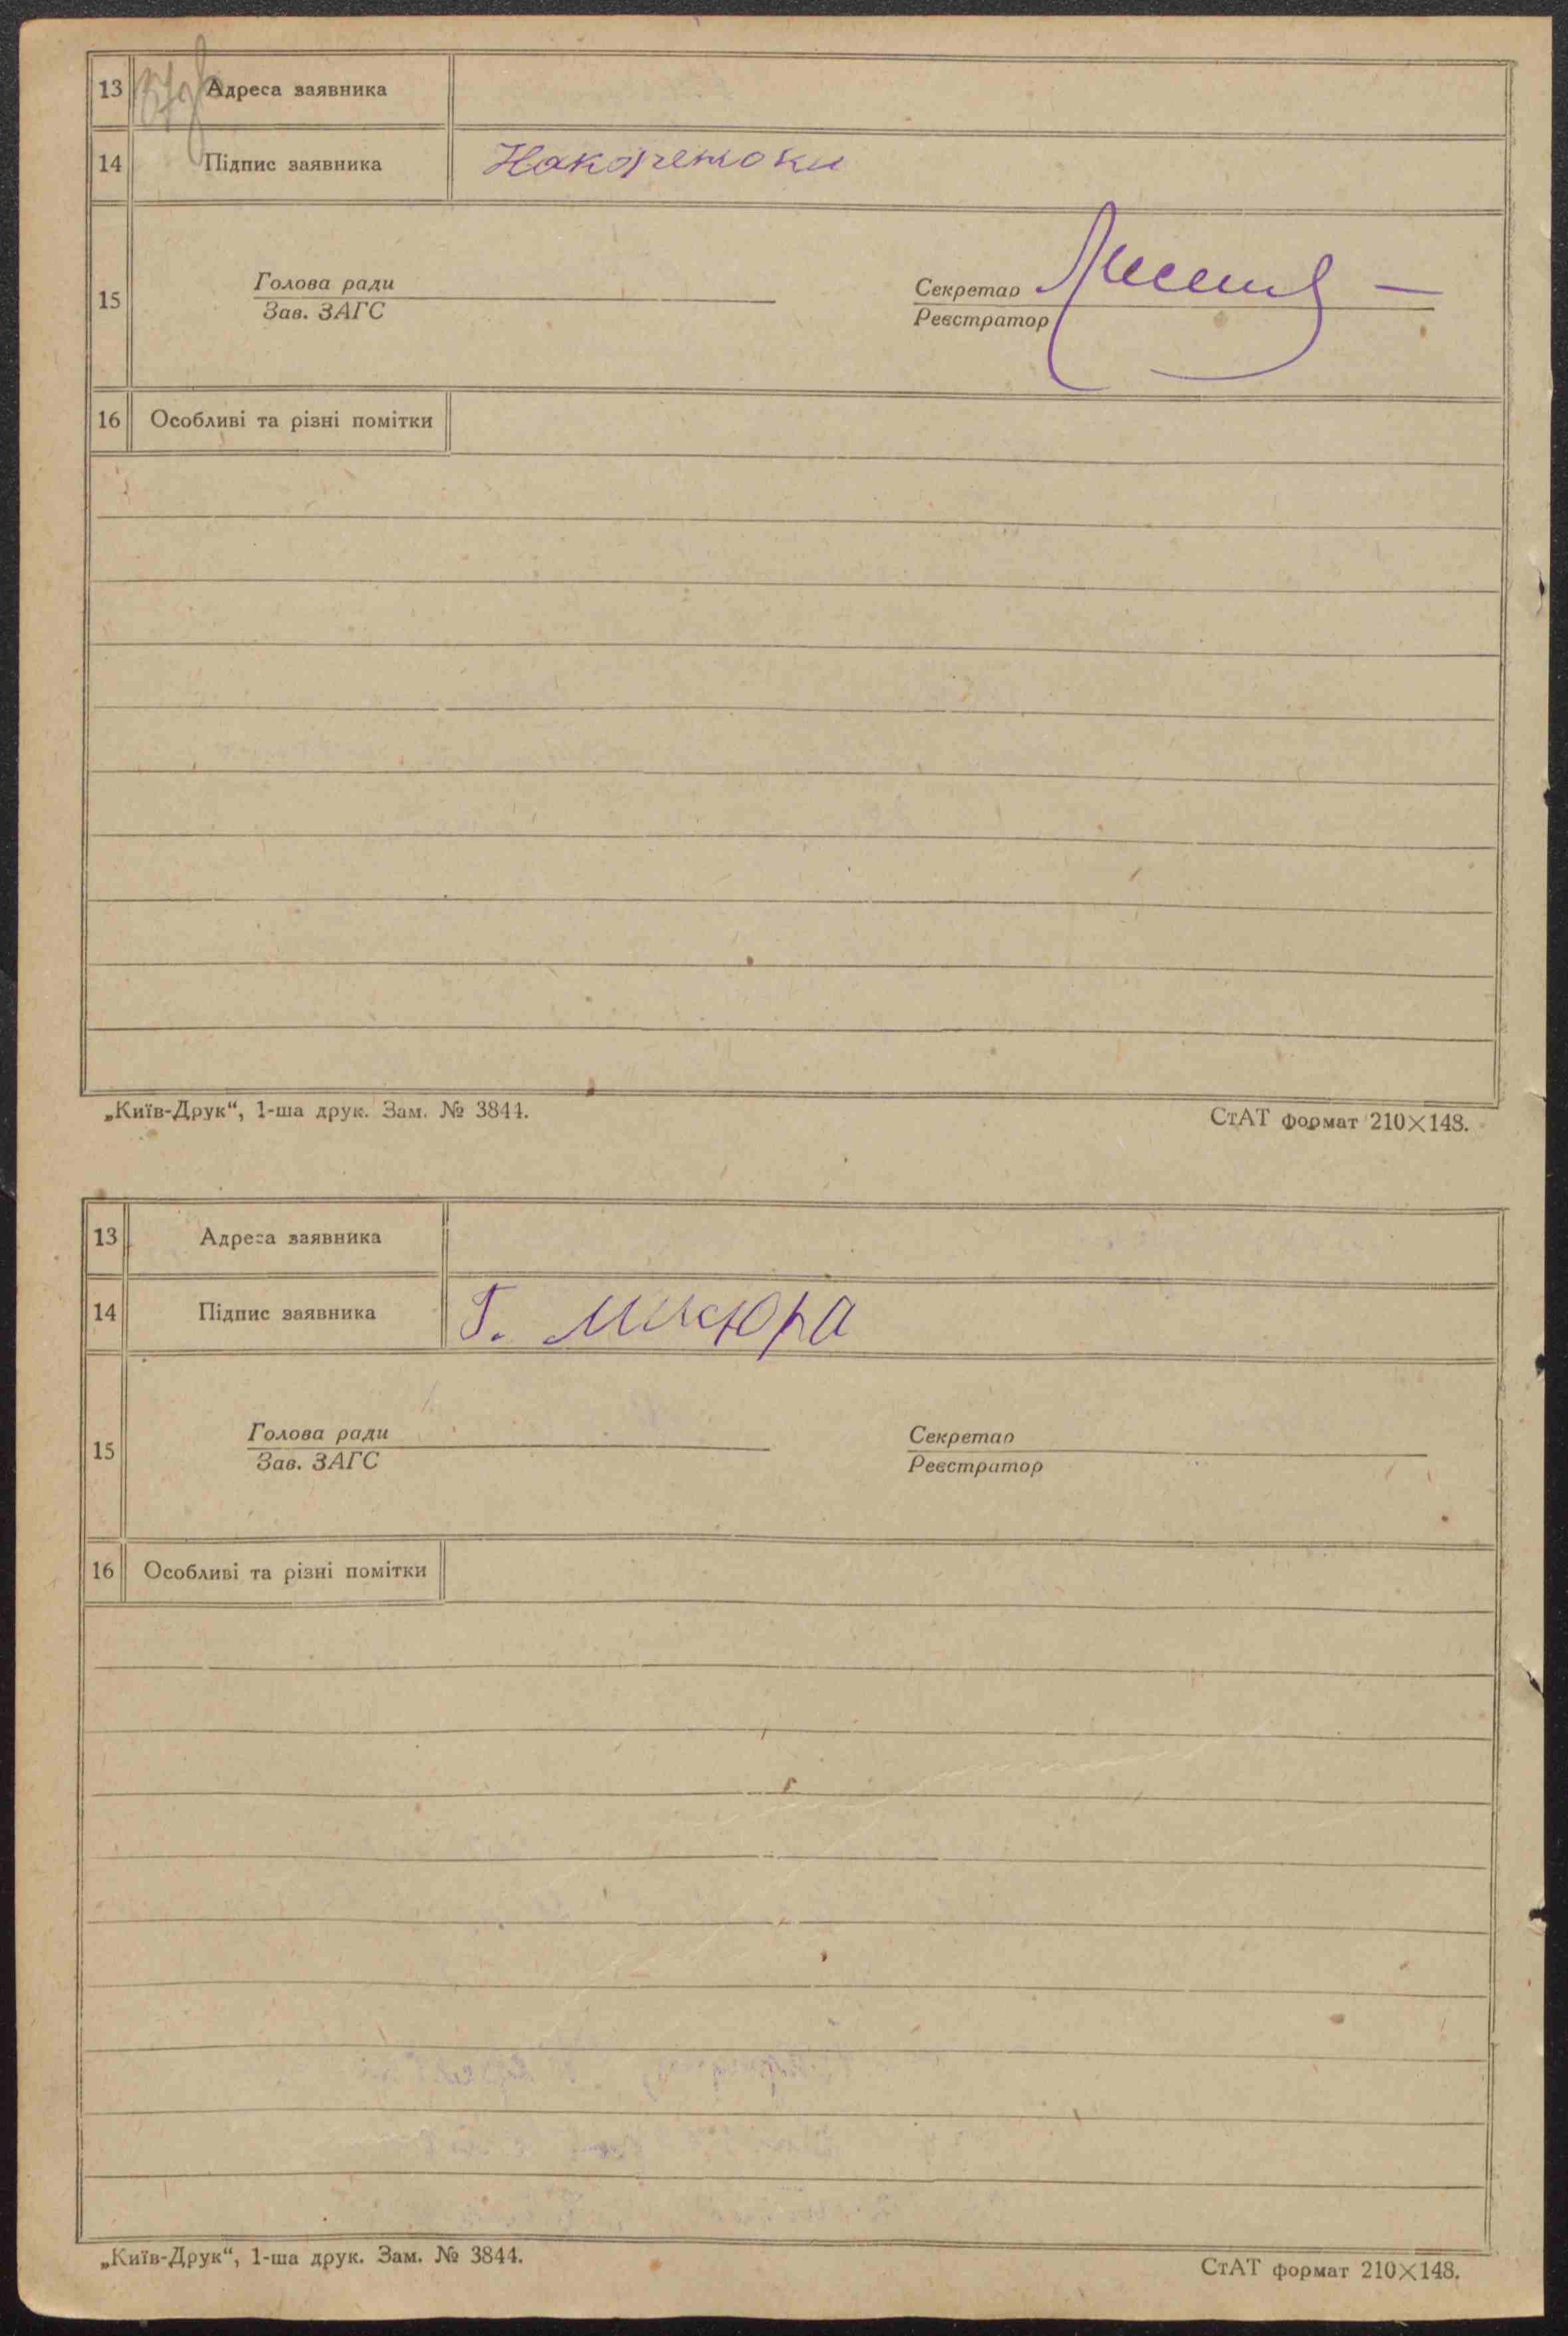 13 Адреса заявника
14 Підпис заявника
15 Голова ради Секретар
Зав. ЗАГС Реєстратор
16 Особливі та різні помітки
„Київ-Друк“, 1-ша друк. Зам. № 3844. СтАТ формат 210×148.
13 Адреса заявника
14 Підпис заявника Г. Микюра
15 Голова ради Секретар
Зав. ЗАГС Реєстратор
16 Особливі та різні помітки
„Київ-Друк“, 1-ша друк. Зам. № 3844. СтАТ формат 210×148.